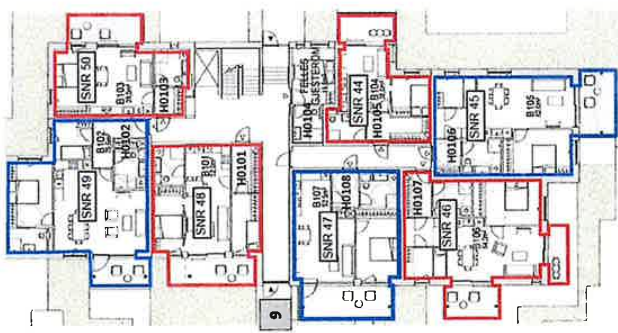 SNR 50
B103
H0103
B102
H0102
SNR 49
B101
H0101
SNR 48
FELLES
GJESTEROM
H0104
SNR 44
B104
H0105
SNR 45
B105
H0106
B107
H0108
SNR 47
H0107
SNR 46
B106
9